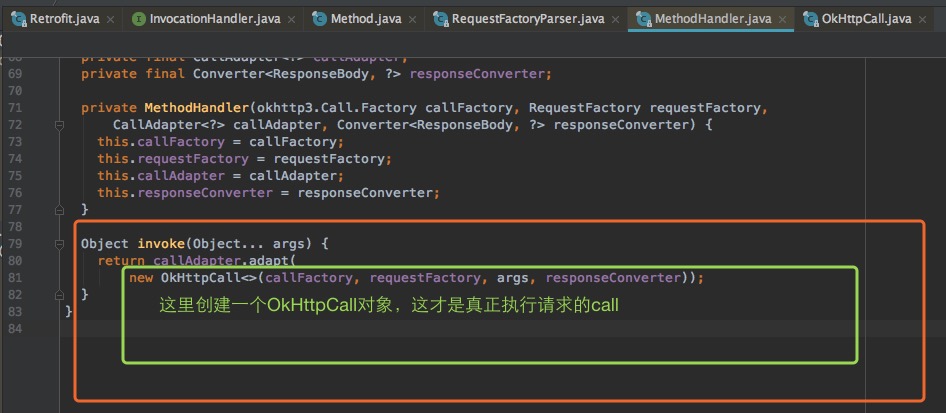 Retrofit.java InvocationHandler.java Method.java RequestFactoryParser.java MethodHandler.java OkHttpCall.java
68 private final CallAdapter<?> callAdapter;
69 private final Converter<ResponseBody, ?> responseConverter;
70
71 private MethodHandler(okhttp3.Call.Factory callFactory, RequestFactory requestFactory,
72 CallAdapter<?> callAdapter, Converter<ResponseBody, ?> responseConverter) {
73 this.callFactory = callFactory;
74 this.requestFactory = requestFactory;
75 this.callAdapter = callAdapter;
76 this.responseConverter = responseConverter;
77 }
78
79 Object invoke(Object... args) {
80 return callAdapter.adapt(
81 new OkHttpCall<>(callFactory, requestFactory, args, responseConverter));
82 }
这里创建一个OkHttpCall对象，这才是真正执行请求的call
83 }
84